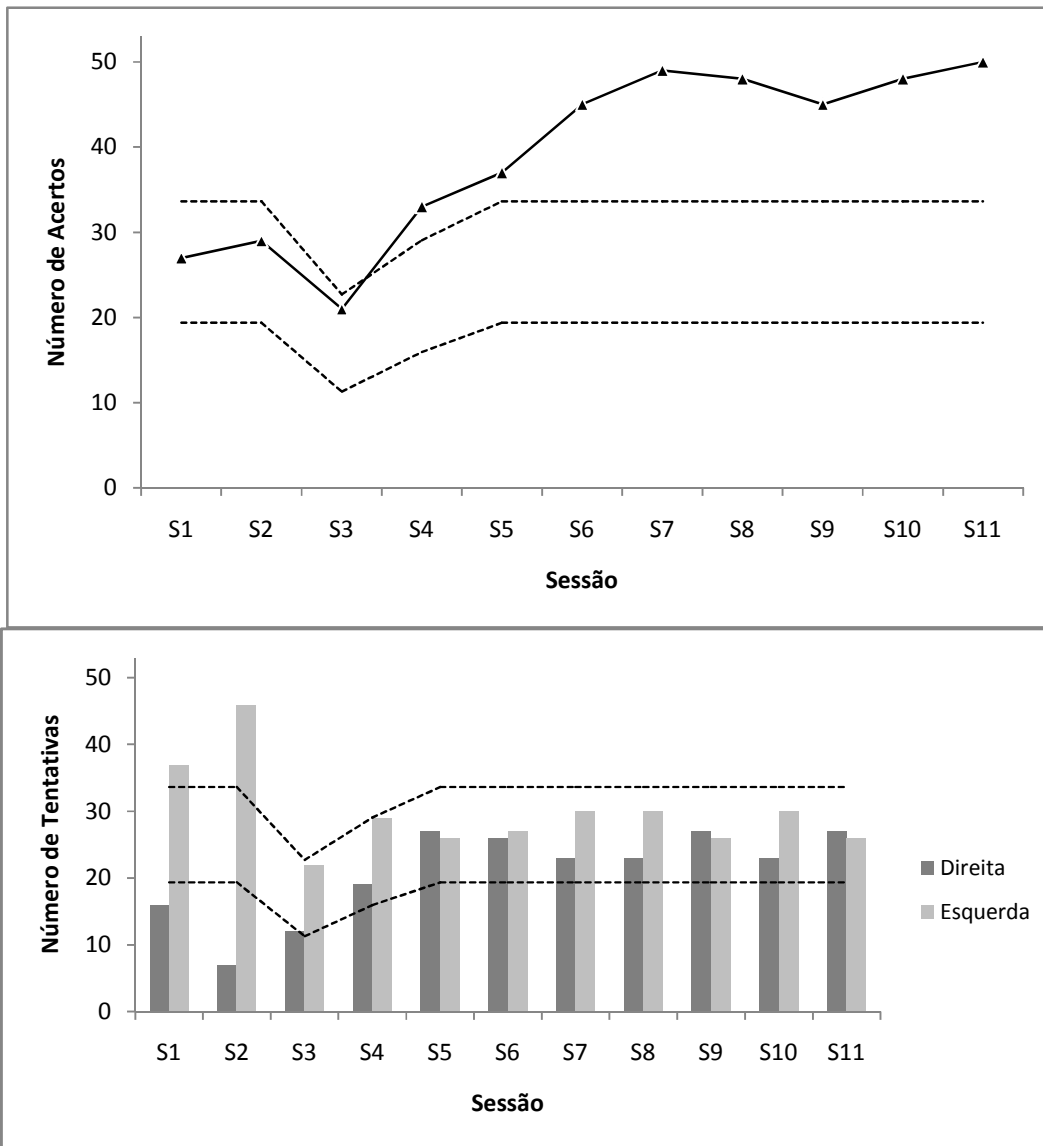 Número de Acertos
50
40
30
20
10
0
S1 S2 S3 S4 S5 S6 S7 S8 S9 S10 S11
Sessão
Número de Tentativas
50
40
30
20
10
0
S1 S2 S3 S4 S5 S6 S7 S8 S9 S10 S11
Sessão
Direita
Esquerda